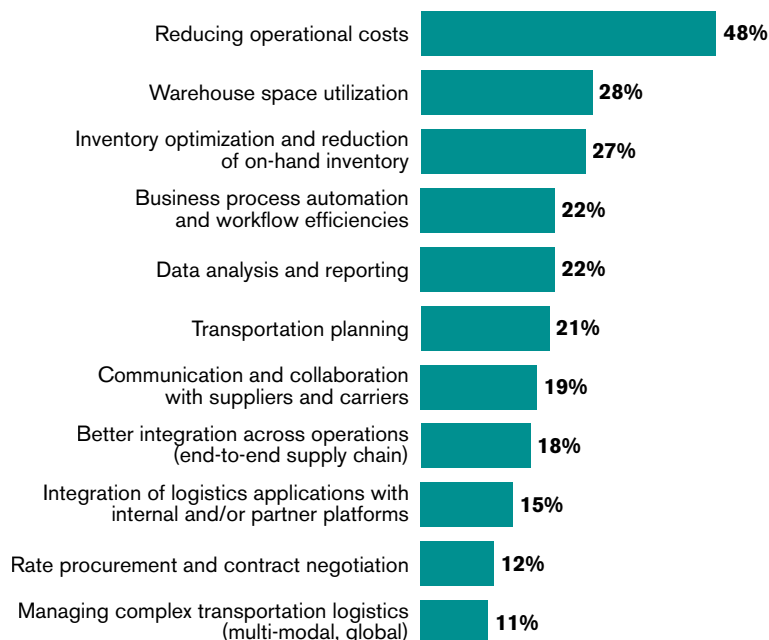 Reducing operational costs 48%
Warehouse space utilization 28%
Inventory optimization and reduction
of on-hand inventory 27%
Business process automation
and workflow efficiencies 22%
Data analysis and reporting 22%
Transportation planning 21%
Communication and collaboration
with suppliers and carriers 19%
Better integration across operations
(end-to-end supply chain) 18%
Integration of logistics applications with
internal and/or partner platforms 15%
Rate procurement and contract negotiation 12%
Managing complex transportation logistics
(multi-modal, global) 11%